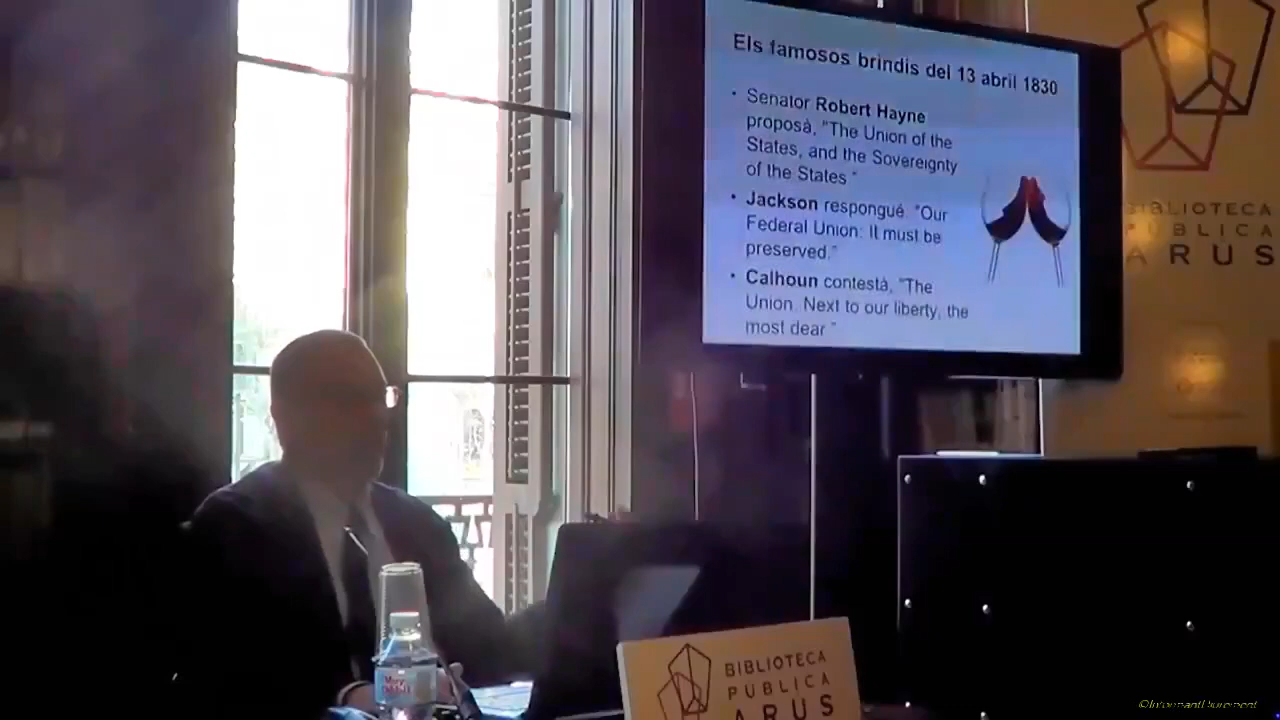 Els famosos brindis del 13 abril 1830
• Senator Robert Hayne
proposà, "The Union of the
States, and the Sovereignty
of the States."
• Jackson respongué. "Our
Federal Union: It must be
preserved."
• Calhoun contestà, "The
Union. Next to our liberty, the
most dear."
BIBLIOTECA
PÚBLICA
ARUS
BIBLIOTECA
PÚBLICA
ARUS